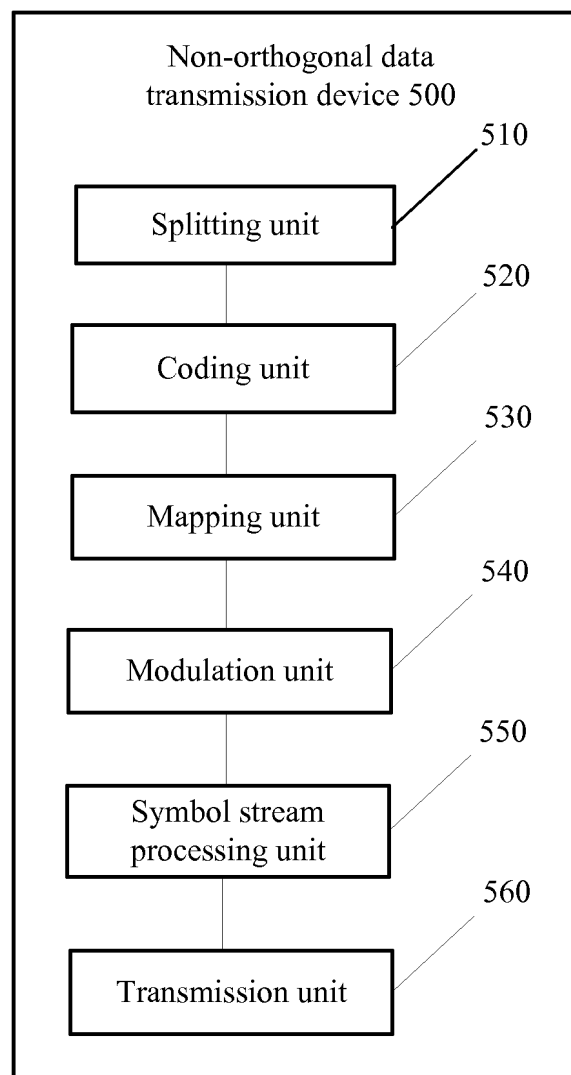 Non-orthogonal data
transmission device 500
510
Splitting unit
520
Coding unit
530
Mapping unit
540
Modulation unit
550
Symbol stream
processing unit
560
Transmission unit